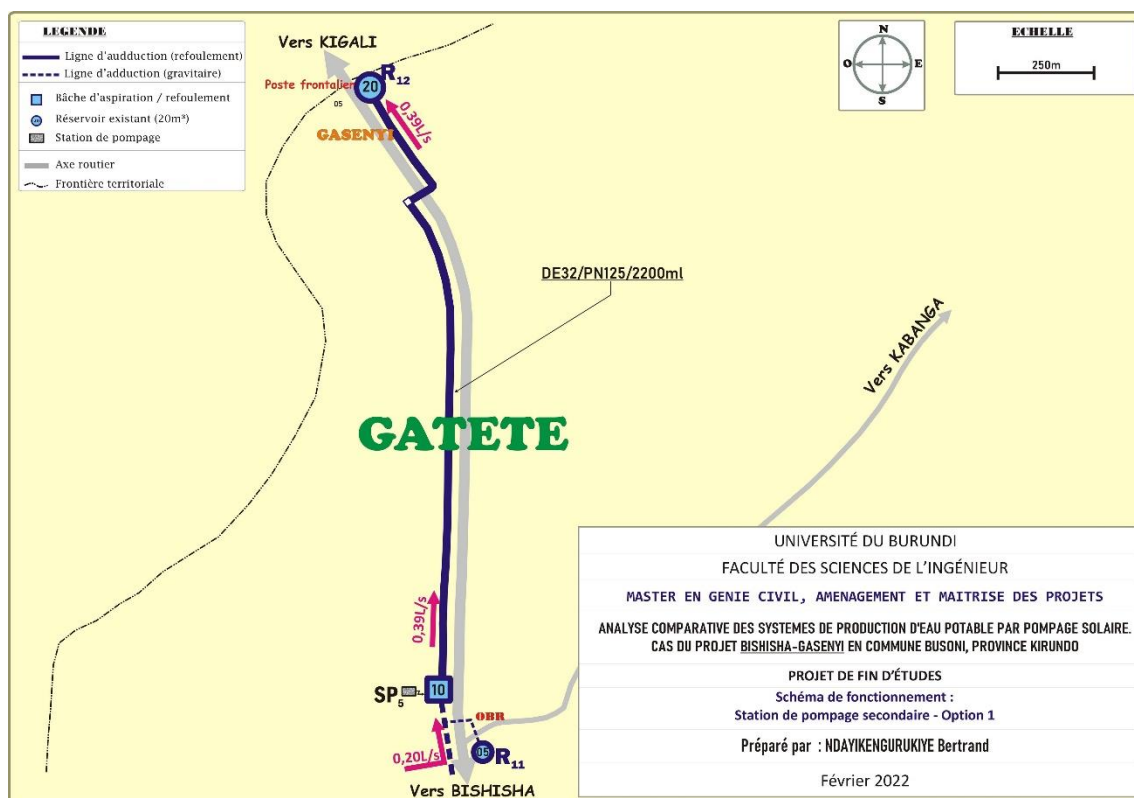 LEGENDE
Ligne d'audduction (refoulement)
Ligne d'adduction (gravitaire)
Bâche d'aspiration / refoulement
Réservoir existant (20m³)
Station de pompage
Axe routier
Frontière territoriale
Vers KIGALI
N
O
E
S
ECHELLE
250m
Poste frontalier
20
R12
05
0,39L/s
GASENYI
DE32/PN125/2200ml
Vers KABANGA
GATETE
0,39L/s
SP5
10
OBR
0,20L/s
05
R11
Vers BISHISHA
UNIVERSITÉ DU BURUNDI
FACULTÉ DES SCIENCES DE L'INGÉNIEUR
MASTER EN GENIE CIVIL, AMENAGEMENT ET MAITRISE DES PROJETS
ANALYSE COMPARATIVE DES SYSTEMES DE PRODUCTION D'EAU POTABLE PAR POMPAGE SOLAIRE.
CAS DU PROJET BISHISHA-GASENYI EN COMMUNE BUSONI, PROVINCE KIRUNDO
PROJET DE FIN D'ÉTUDES
Schéma de fonctionnement :
Station de pompage secondaire - Option 1
Préparé par : NDAYIKENGURUKIYE Bertrand
Février 2022